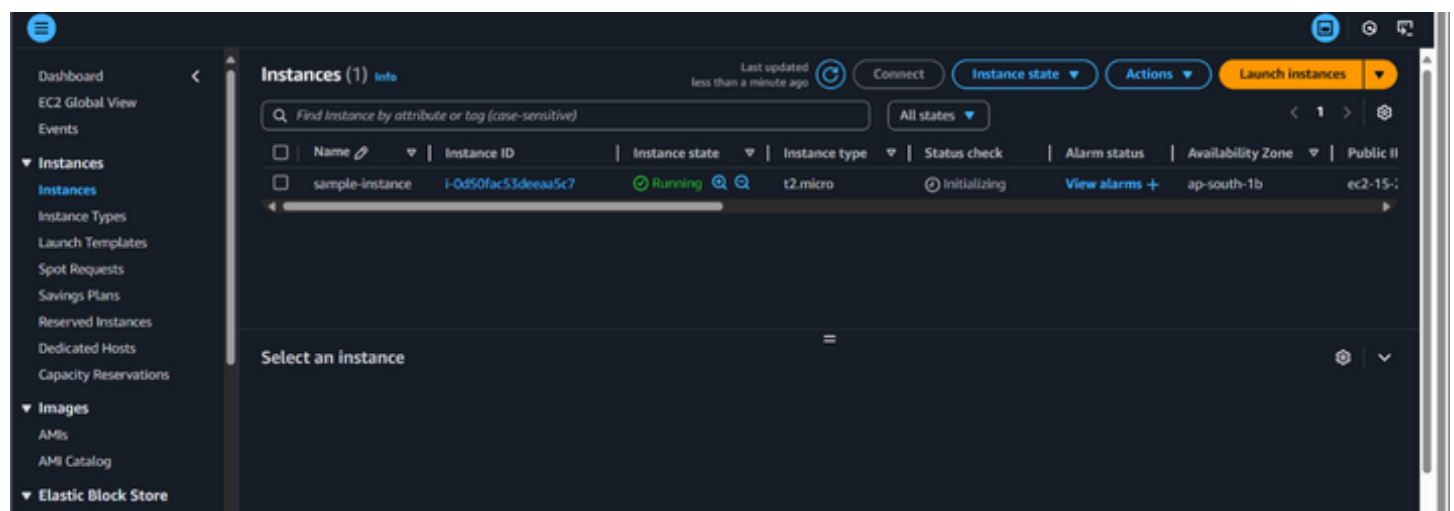 Dashboard
EC2 Global View
Events
Instances
Instances
Instance Types
Launch Templates
Spot Requests
Savings Plans
Reserved Instances
Dedicated Hosts
Capacity Reservations
Images
AMIs
AMI Catalog
Elastic Block Store
Instances (1) Info
Last updated
less than a minute ago
Connect
Instance state
Actions
Launch instances
Find Instance by attribute or tag (case-sensitive)
All states
1
Name Instance ID Instance state Instance type Status check Alarm status Availability Zone Public I
sample-instance i-0d50fac53deeaa5c7 Running t2.micro Initializing View alarms + ap-south-1b ec2-15-
Select an instance